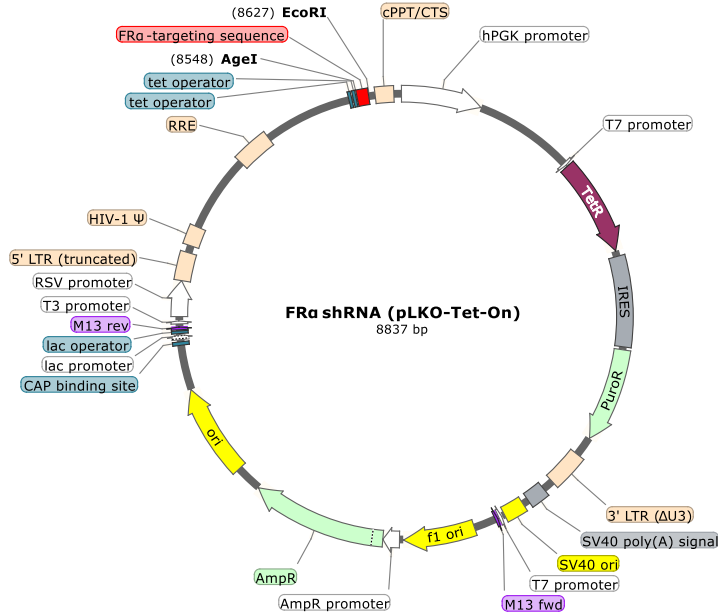 (8627) EcoRI
cPPT/CTS
FRα-targeting sequence
hPGK promoter
(8548) AgeI
tet operator
tet operator
RRE
T7 promoter
TetR
HIV-1 Ψ
5' LTR (truncated)
RSV promoter
T3 promoter
M13 rev
lac operator
lac promoter
CAP binding site
IRES
FRα shRNA (pLKO-Tet-On)
8837 bp
PuroR
ori
3' LTR (ΔU3)
SV40 poly(A) signal
f1 ori
SV40 ori
AmpR
T7 promoter
AmpR promoter
M13 fwd